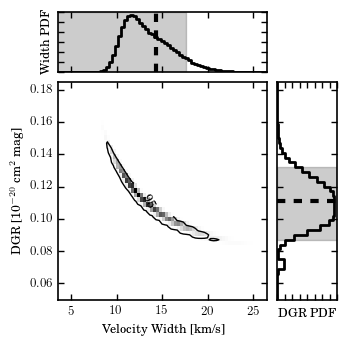 Width PDF
0.18
0.16
0.14
0.12
0.10
0.08
0.06
DGR [10⁻²⁰ cm² mag]
5 10 15 20 25
Velocity Width [km/s]
DGR PDF